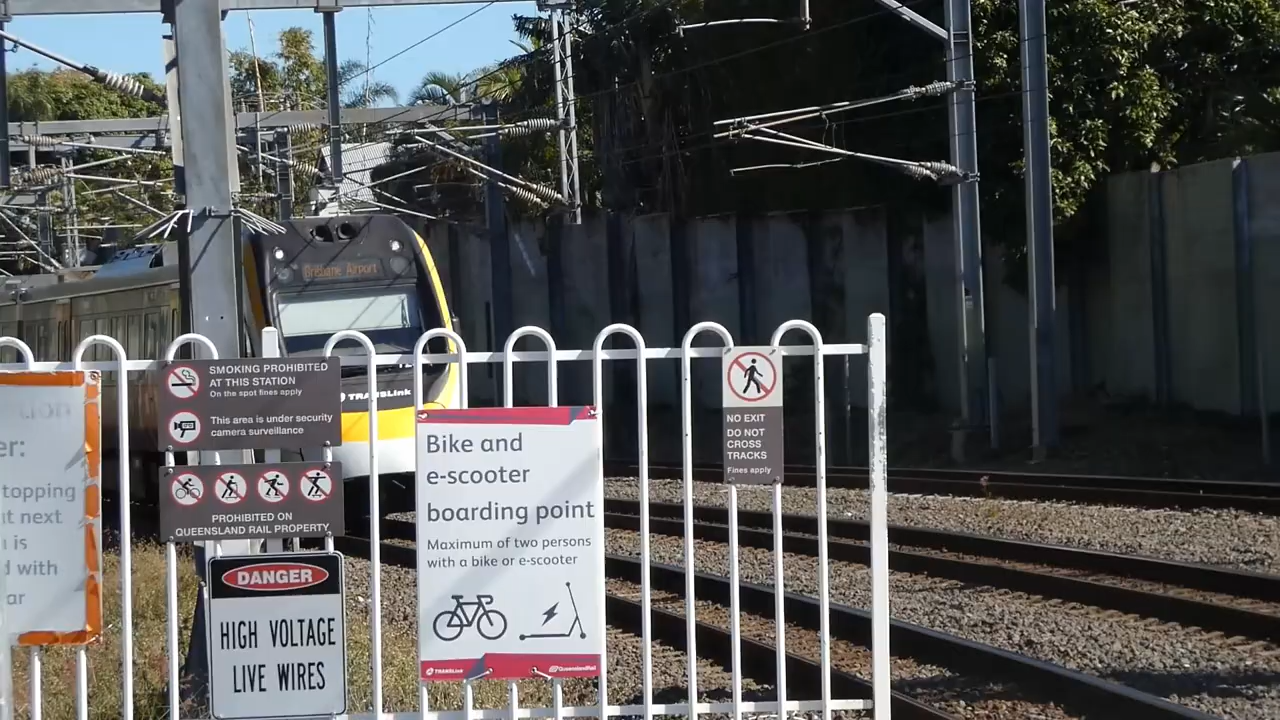 Brisbane Airport
TRANSLink
SMOKING PROHIBITED
AT THIS STATION
On the spot fines apply
This area is under security
camera surveillance
PROHIBITED ON
QUEENSLAND RAIL PROPERTY
DANGER
HIGH VOLTAGE
LIVE WIRES
er:
topping
next
is
with
Bike and
e-scooter
boarding point
Maximum of two persons
with a bike or e-scooter
TRANSLink
QueenslandRail
NO EXIT
DO NOT
CROSS
TRACKS
Fines apply